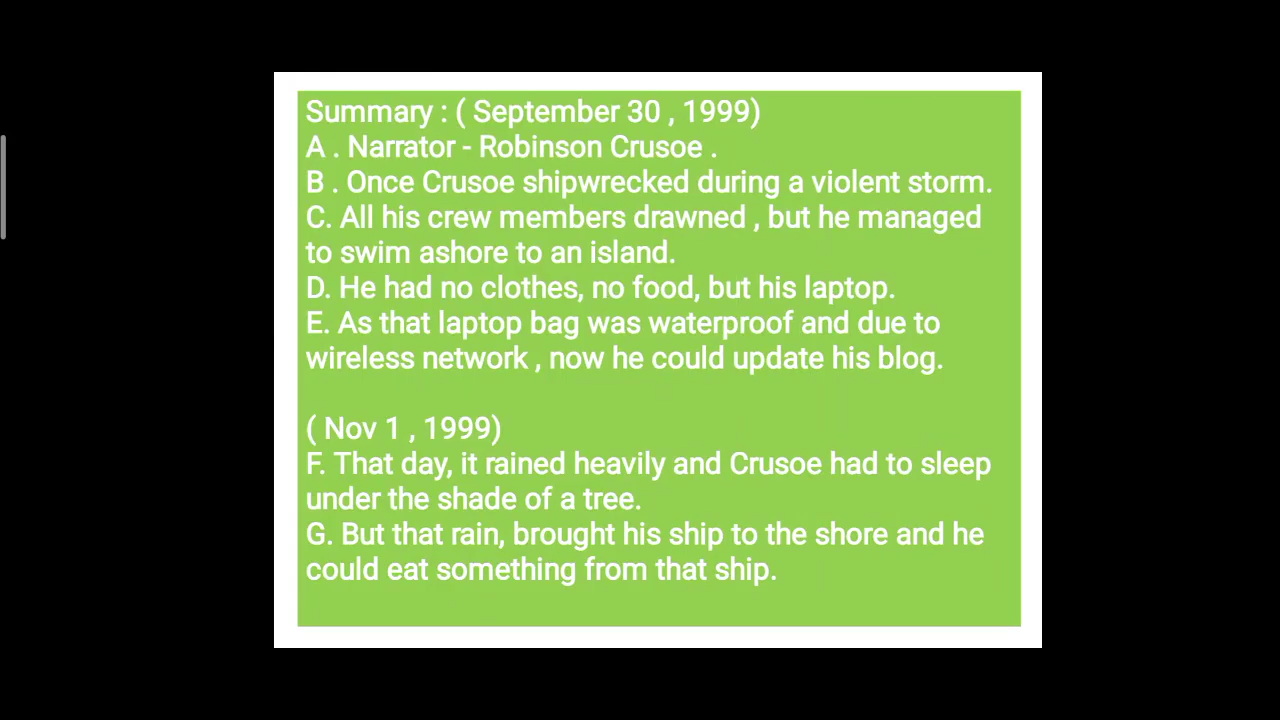 Summary : ( September 30 , 1999)
A . Narrator - Robinson Crusoe .
B . Once Crusoe shipwrecked during a violent storm.
C. All his crew members drawned , but he managed
to swim ashore to an island.
D. He had no clothes, no food, but his laptop.
E. As that laptop bag was waterproof and due to
wireless network , now he could update his blog.
( Nov 1 , 1999)
F. That day, it rained heavily and Crusoe had to sleep
under the shade of a tree.
G. But that rain, brought his ship to the shore and he
could eat something from that ship.